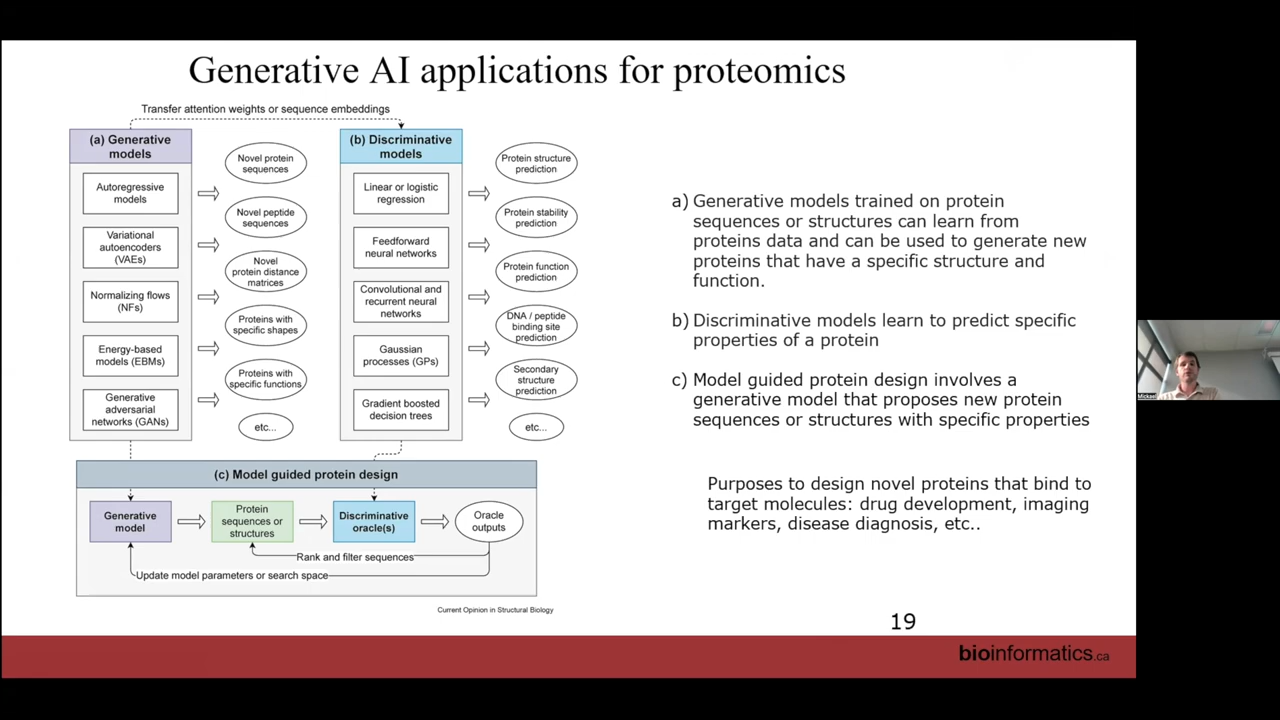 Generative AI applications for proteomics
Transfer attention weights or sequence embeddings
(a) Generative
models
Autoregressive
models
Variational
autoencoders
(VAEs)
Normalizing flows
(NFs)
Energy-based
models (EBMs)
Generative
adversarial
networks (GANs)
Novel protein
sequences
Novel peptide
sequences
Novel
protein distance
matrices
Proteins with
specific shapes
Proteins with
specific functions
etc...
(b) Discriminative
models
Linear or logistic
regression
Feedforward
neural networks
Convolutional and
recurrent neural
networks
Gaussian
processes (GPs)
Gradient boosted
decision trees
Protein structure
prediction
Protein stability
prediction
Protein function
prediction
DNA / peptide
binding site
prediction
Secondary
structure
prediction
etc...
(c) Model guided protein design
Generative
model
Protein
sequences or
structures
Discriminative
oracle(s)
Oracle
outputs
Rank and filter sequences
Update model parameters or search space
Current Opinion in Structural Biology
a) Generative models trained on protein
sequences or structures can learn from
proteins data and can be used to generate new
proteins that have a specific structure and
function.
b) Discriminative models learn to predict specific
properties of a protein
c) Model guided protein design involves a
generative model that proposes new protein
sequences or structures with specific properties
Purposes to design novel proteins that bind to
target molecules: drug development, imaging
markers, disease diagnosis, etc..
19
bioinformatics.ca
Mickael